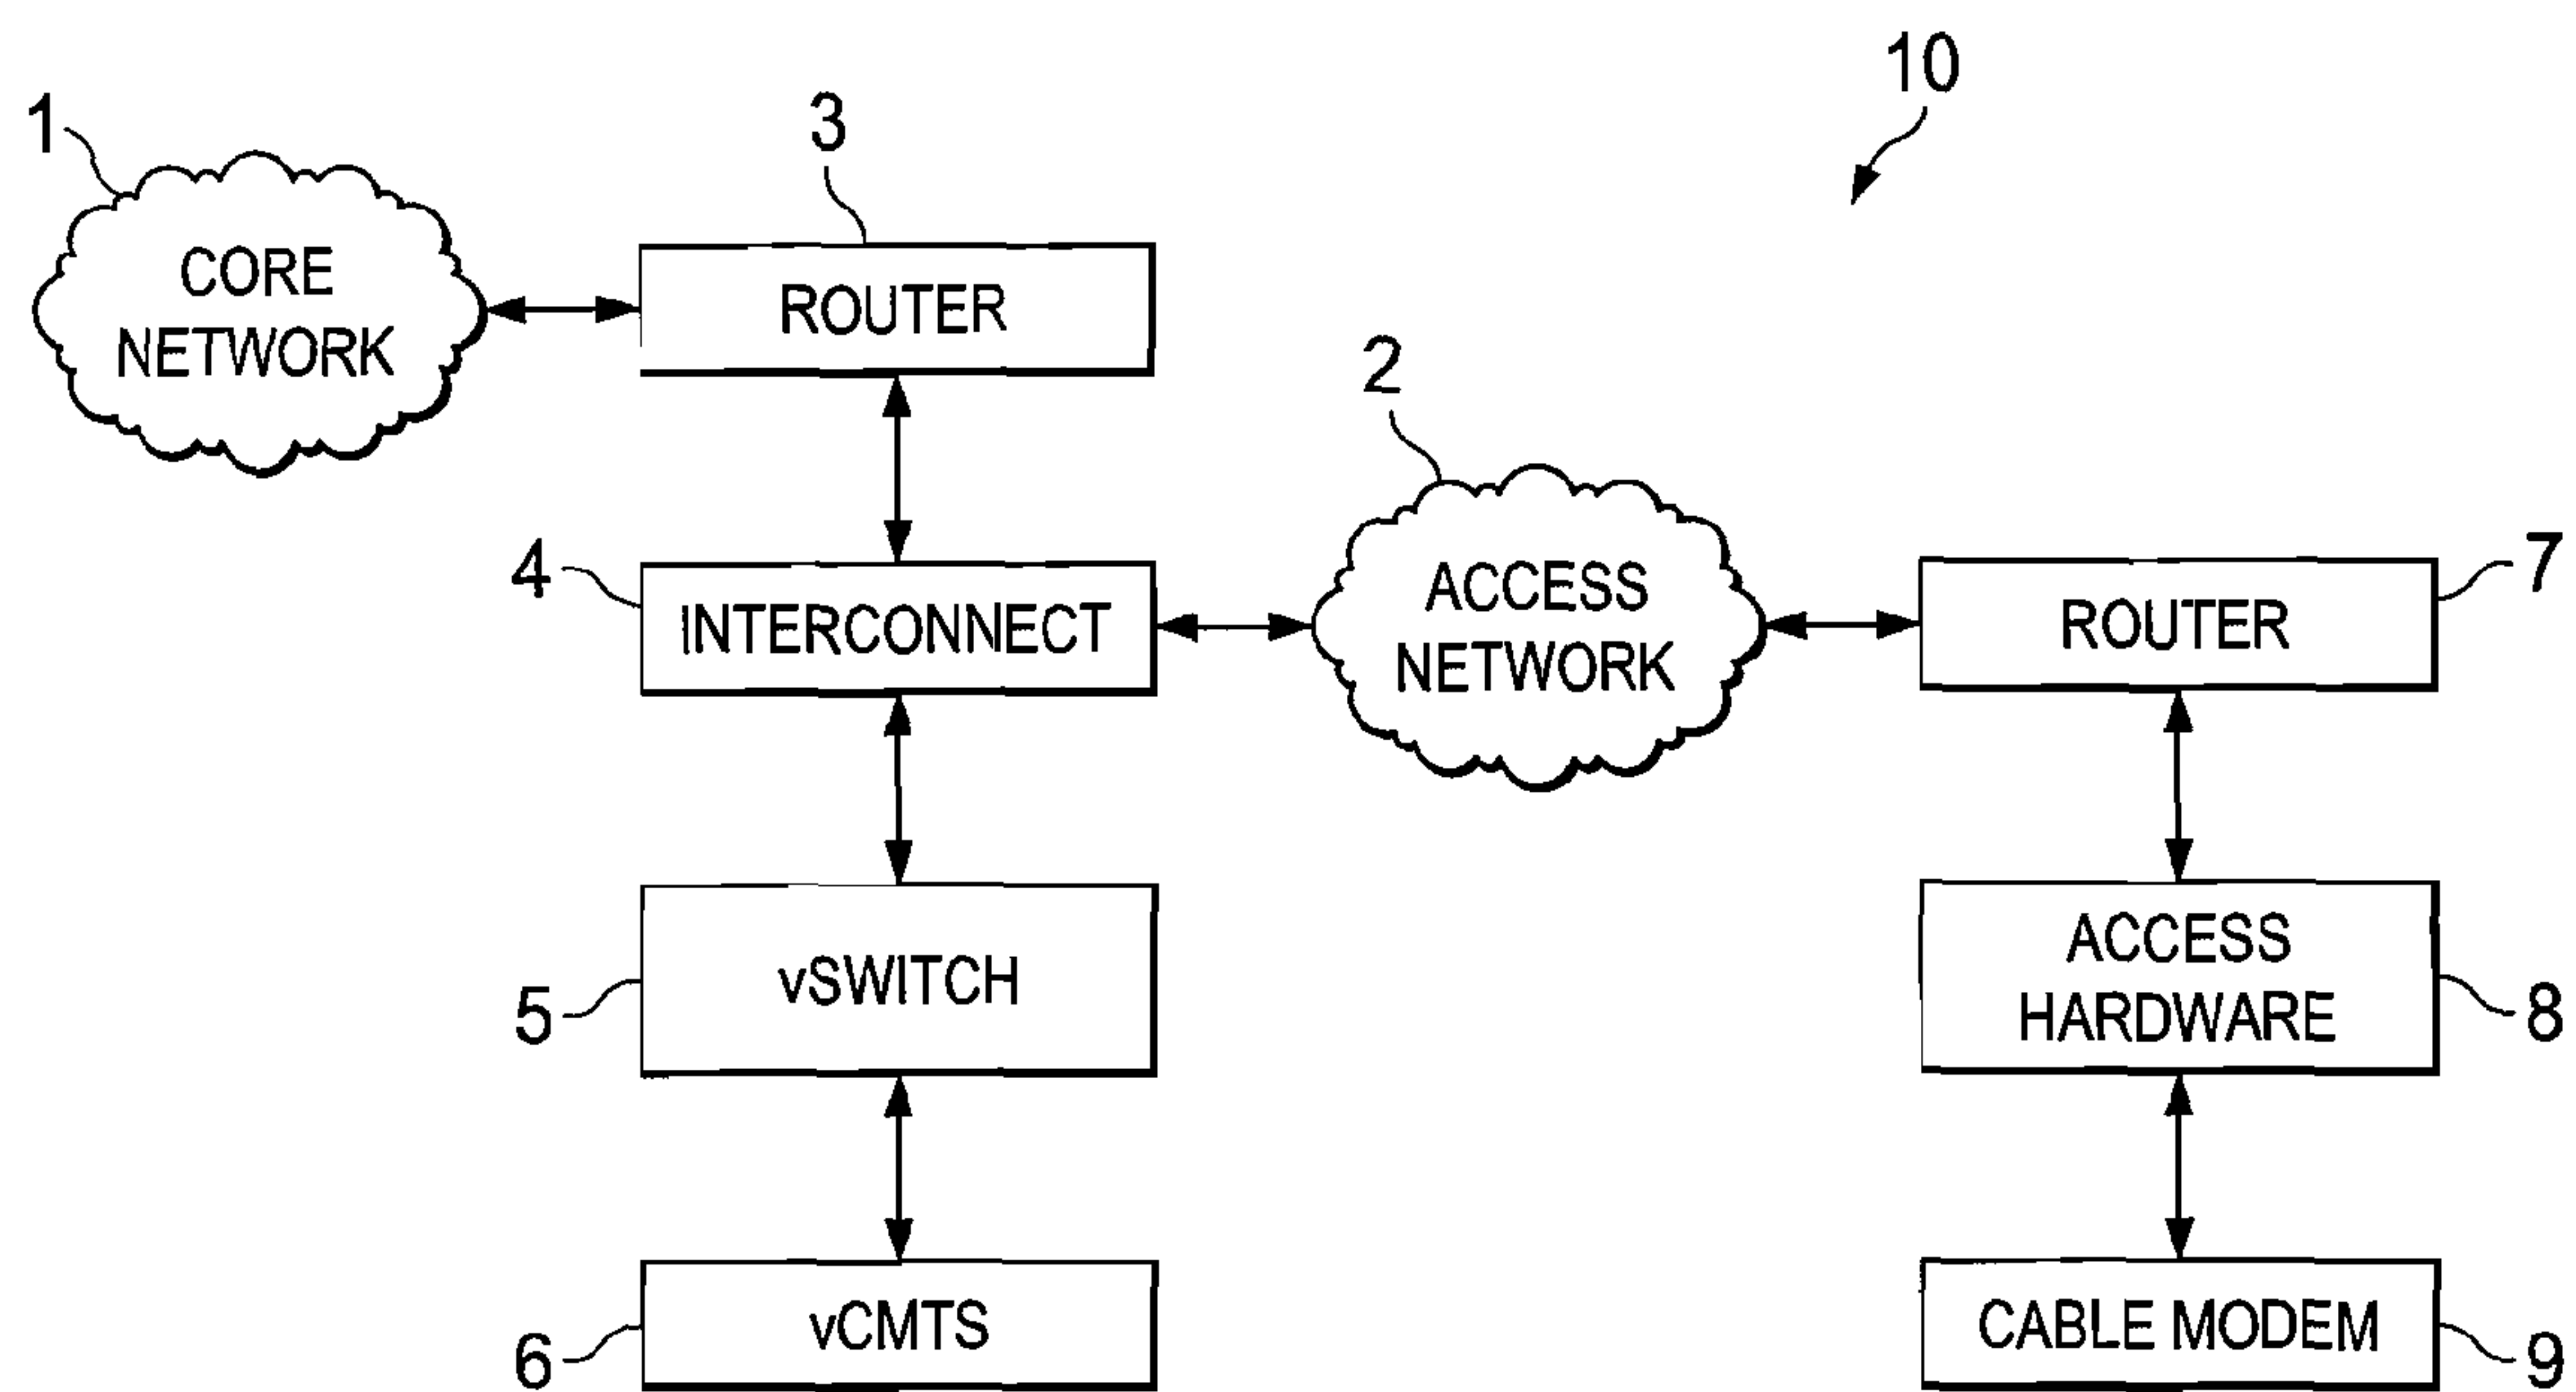 10
1
3
CORE
NETWORK
ROUTER
2
4
INTERCONNECT
ACCESS
NETWORK
7
ROUTER
5
vSWITCH
ACCESS
HARDWARE
8
6
vCMTS
CABLE MODEM
9